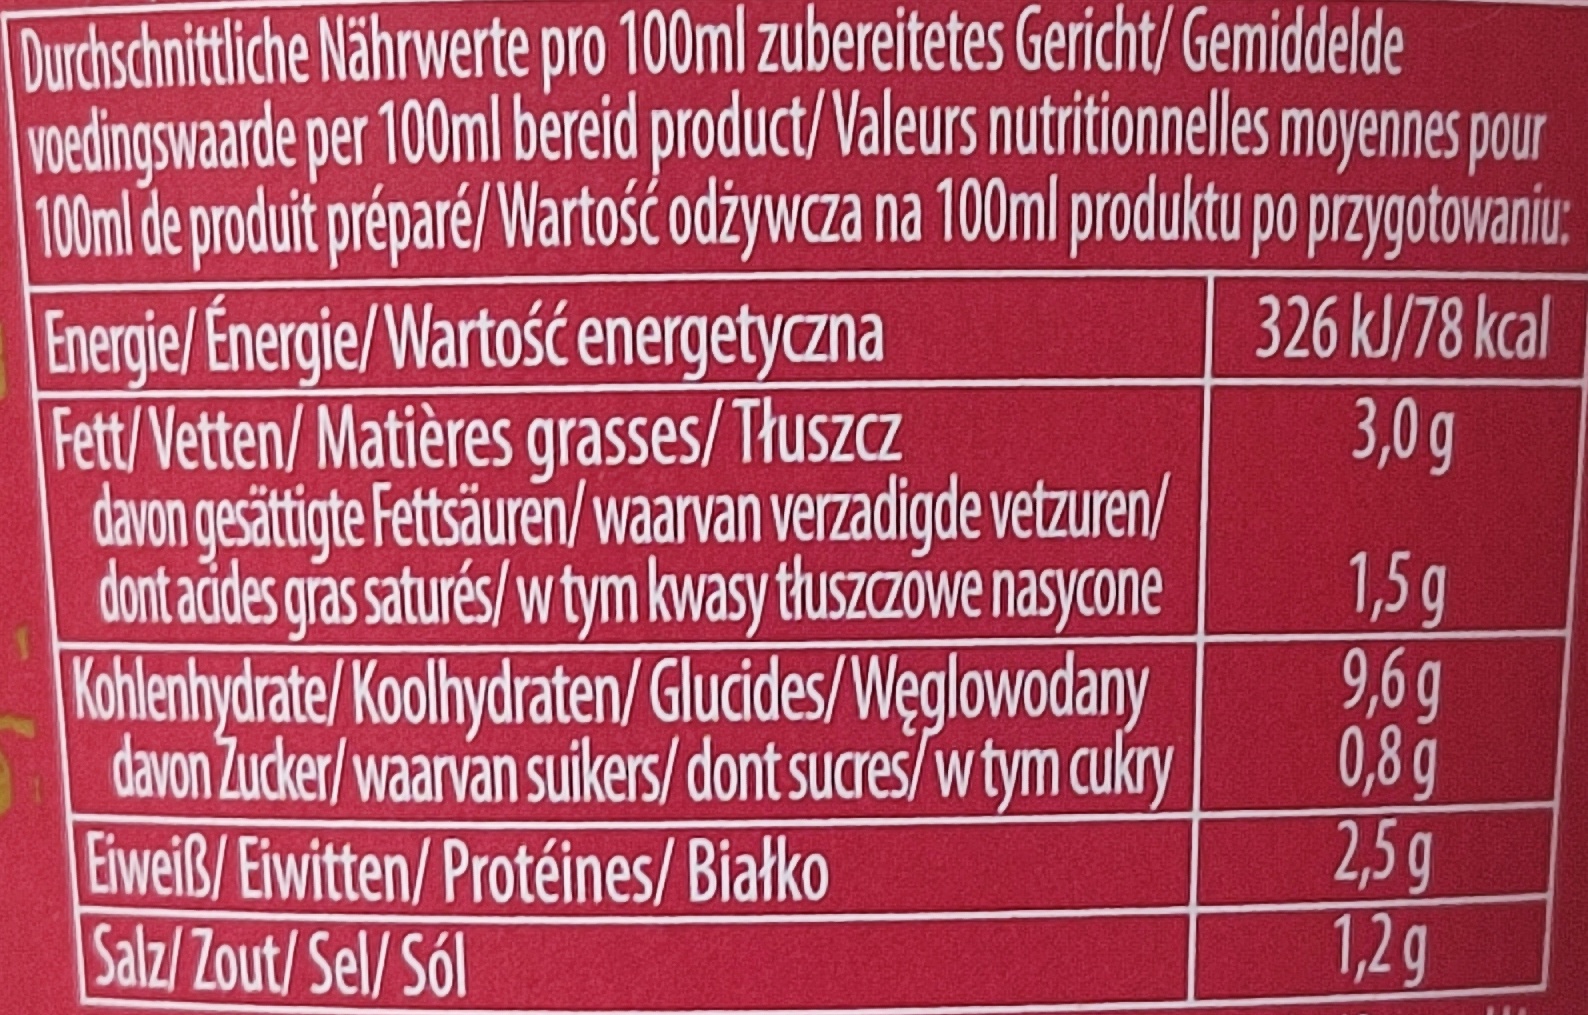 Durchschnittliche Nährwerte pro 100ml zubereitetes Gericht/ Gemiddelde
voedingswaarde per 100ml bereid product/ Valeurs nutritionnelles moyennes pour
100ml de produit préparé/ Wartość odżywcza na 100ml produktu po przygotowaniu:
Energie/ Énergie/ Wartość energetyczna 326 kJ/78 kcal
Fett/ Vetten/ Matières grasses/ Tłuszcz 3,0 g
davon gesättigte Fettsäuren/ waarvan verzadigde vetzuren/
dont acides gras saturés/ w tym kwasy tłuszczowe nasycone 1,5 g
Kohlenhydrate/ Koolhydraten/ Glucides/ Węglowodany 9,6 g
davon Zucker/ waarvan suikers/ dont sucres/ w tym cukry 0,8 g
Eiweiß/ Eiwitten/ Protéines/ Białko 2,5 g
Salz/ Zout/ Sel/ Sól 1,2 g